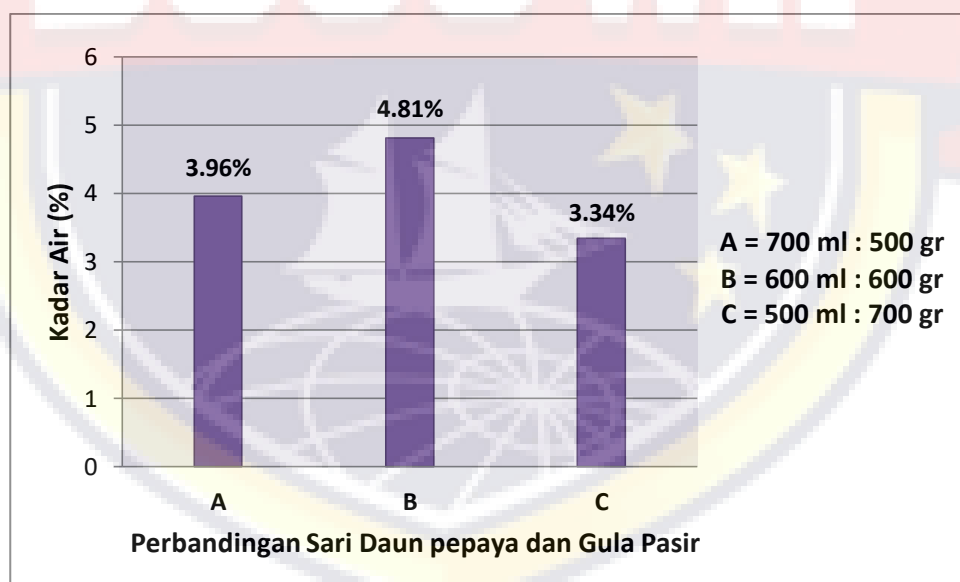 6
5
4
3
2
1
0
Kadar Air (%)
3.96%
4.81%
3.34%
A
B
C
Perbandingan Sari Daun pepaya dan Gula Pasir
A = 700 ml : 500 gr
B = 600 ml : 600 gr
C = 500 ml : 700 gr